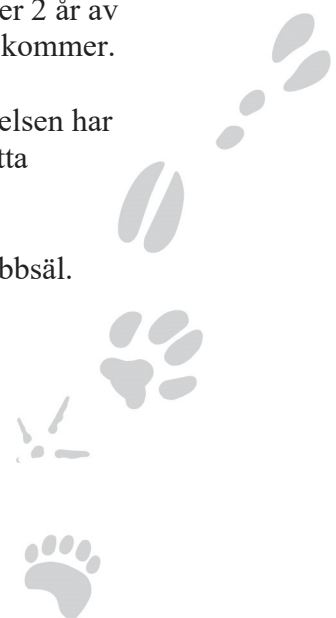 er 2 år av
kommer.
elsen har
tta
bbsäl.